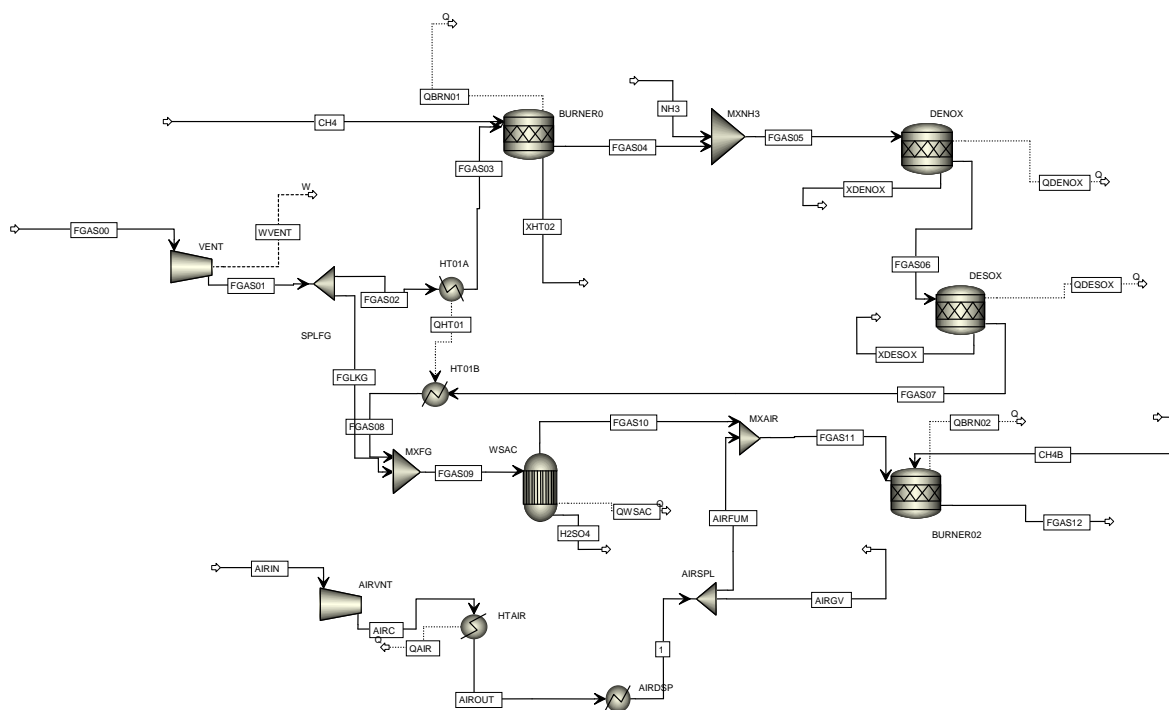 Q
QBRN01
BURNER0
CH4
NH3
MXNH3
DENOX
FGAS03
FGAS04
FGAS05
Q
QDENOX
XDENOX
W
FGAS00
WVENT
XHT02
VENT
HT01A
FGAS01
FGAS02
FGAS06
DESOX
Q
QDESOX
SPLFG
QHT01
XDESOX
HT01B
FGLKG
FGAS07
FGAS08
FGAS10
MXAIR
QBRN02
Q
WSAC
FGAS11
MXFG
FGAS09
CH4B
Q
QWSAC
AIRFUM
FGAS12
H2SO4
BURNER02
AIRIN
AIRVNT
AIRSPL
AIRGV
HTAIR
AIRC
Q
QAIR
1
AIRDSP
AIROUT